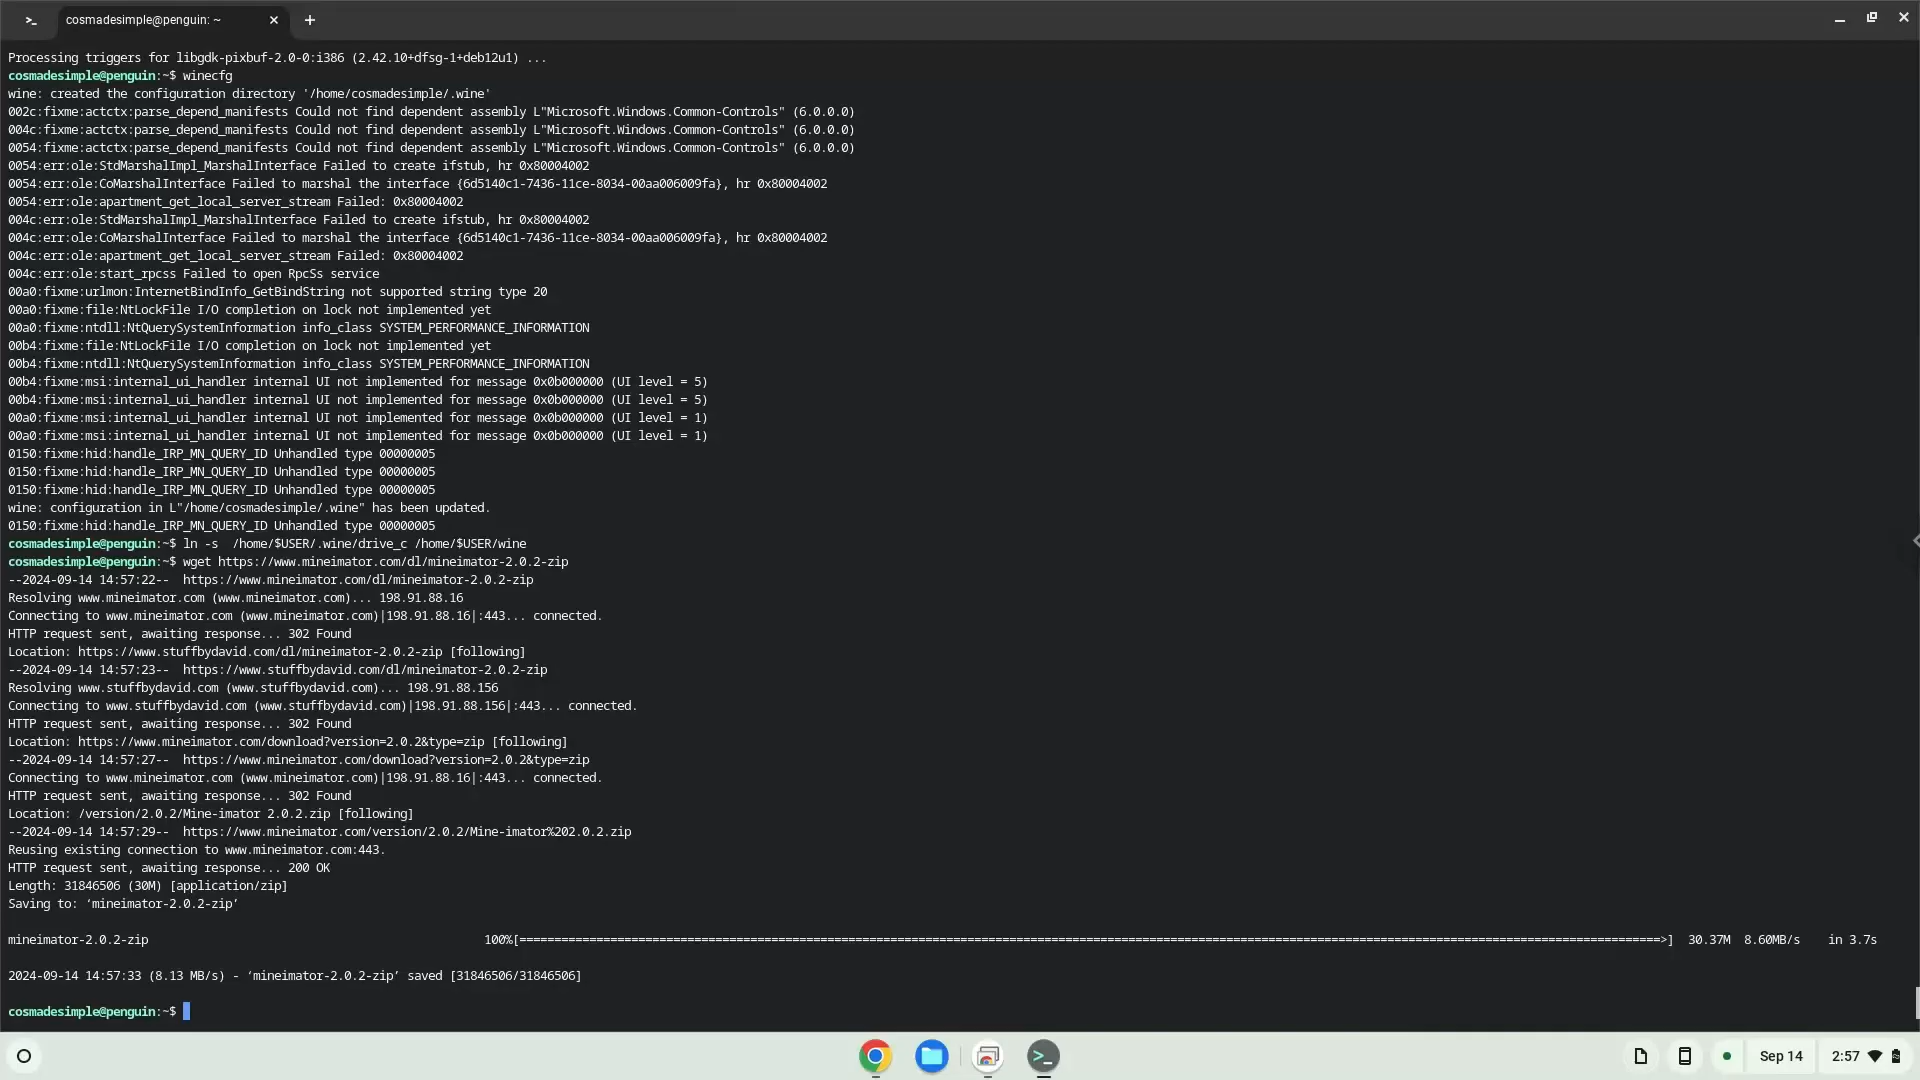 cosmadesimple@penguin: ~
Processing triggers for libgdk-pixbuf-2.0-0:i386 (2.42.10+dfsg-1+deb12u1) ...
cosmadesimple@penguin:~$ winecfg
wine: created the configuration directory '/home/cosmadesimple/.wine'
002c:fixme:actctx:parse_depend_manifests Could not find dependent assembly L"Microsoft.Windows.Common-Controls" (6.0.0.0)
004c:fixme:actctx:parse_depend_manifests Could not find dependent assembly L"Microsoft.Windows.Common-Controls" (6.0.0.0)
0054:fixme:actctx:parse_depend_manifests Could not find dependent assembly L"Microsoft.Windows.Common-Controls" (6.0.0.0)
0054:err:ole:StdMarshalImpl_MarshalInterface Failed to create ifstub, hr 0x80004002
0054:err:ole:CoMarshalInterface Failed to marshal the interface {6d5140c1-7436-11ce-8034-00aa006009fa}, hr 0x80004002
0054:err:ole:apartment_get_local_server_stream Failed: 0x80004002
004c:err:ole:StdMarshalImpl_MarshalInterface Failed to create ifstub, hr 0x80004002
004c:err:ole:CoMarshalInterface Failed to marshal the interface {6d5140c1-7436-11ce-8034-00aa006009fa}, hr 0x80004002
004c:err:ole:apartment_get_local_server_stream Failed: 0x80004002
004c:err:ole:start_rpcss Failed to open RpcSs service
00a0:fixme:urlmon:InternetBindInfo_GetBindString not supported string type 20
00a0:fixme:file:NtLockFile I/O completion on lock not implemented yet
00a0:fixme:ntdll:NtQuerySystemInformation info_class SYSTEM_PERFORMANCE_INFORMATION
00b4:fixme:file:NtLockFile I/O completion on lock not implemented yet
00b4:fixme:ntdll:NtQuerySystemInformation info_class SYSTEM_PERFORMANCE_INFORMATION
00b4:fixme:msi:internal_ui_handler internal UI not implemented for message 0x0b000000 (UI level = 5)
00b4:fixme:msi:internal_ui_handler internal UI not implemented for message 0x0b000000 (UI level = 5)
00a0:fixme:msi:internal_ui_handler internal UI not implemented for message 0x0b000000 (UI level = 1)
00a0:fixme:msi:internal_ui_handler internal UI not implemented for message 0x0b000000 (UI level = 1)
0150:fixme:hid:handle_IRP_MN_QUERY_ID Unhandled type 00000005
0150:fixme:hid:handle_IRP_MN_QUERY_ID Unhandled type 00000005
0150:fixme:hid:handle_IRP_MN_QUERY_ID Unhandled type 00000005
wine: configuration in L"/home/cosmadesimple/.wine" has been updated.
0150:fixme:hid:handle_IRP_MN_QUERY_ID Unhandled type 00000005
cosmadesimple@penguin:~$ ln -s  /home/$USER/.wine/drive_c /home/$USER/wine
cosmadesimple@penguin:~$ wget https://www.mineimator.com/dl/mineimator-2.0.2-zip
--2024-09-14 14:57:22--  https://www.mineimator.com/dl/mineimator-2.0.2-zip
Resolving www.mineimator.com (www.mineimator.com)... 198.91.88.16
Connecting to www.mineimator.com (www.mineimator.com)|198.91.88.16|:443... connected.
HTTP request sent, awaiting response... 302 Found
Location: https://www.stuffbydavid.com/dl/mineimator-2.0.2-zip [following]
--2024-09-14 14:57:23--  https://www.stuffbydavid.com/dl/mineimator-2.0.2-zip
Resolving www.stuffbydavid.com (www.stuffbydavid.com)... 198.91.88.156
Connecting to www.stuffbydavid.com (www.stuffbydavid.com)|198.91.88.156|:443... connected.
HTTP request sent, awaiting response... 302 Found
Location: https://www.mineimator.com/download?version=2.0.2&type=zip [following]
--2024-09-14 14:57:27--  https://www.mineimator.com/download?version=2.0.2&type=zip
Connecting to www.mineimator.com (www.mineimator.com)|198.91.88.16|:443... connected.
HTTP request sent, awaiting response... 302 Found
Location: /version/2.0.2/Mine-imator 2.0.2.zip [following]
--2024-09-14 14:57:29--  https://www.mineimator.com/version/2.0.2/Mine-imator%202.0.2.zip
Reusing existing connection to www.mineimator.com:443.
HTTP request sent, awaiting response... 200 OK
Length: 31846506 (30M) [application/zip]
Saving to: ‘mineimator-2.0.2-zip’
mineimator-2.0.2-zip 100%[===================>] 30.37M 8.60MB/s in 3.7s
2024-09-14 14:57:33 (8.13 MB/s) - ‘mineimator-2.0.2-zip’ saved [31846506/31846506]
cosmadesimple@penguin:~$
Sep 14 2:57